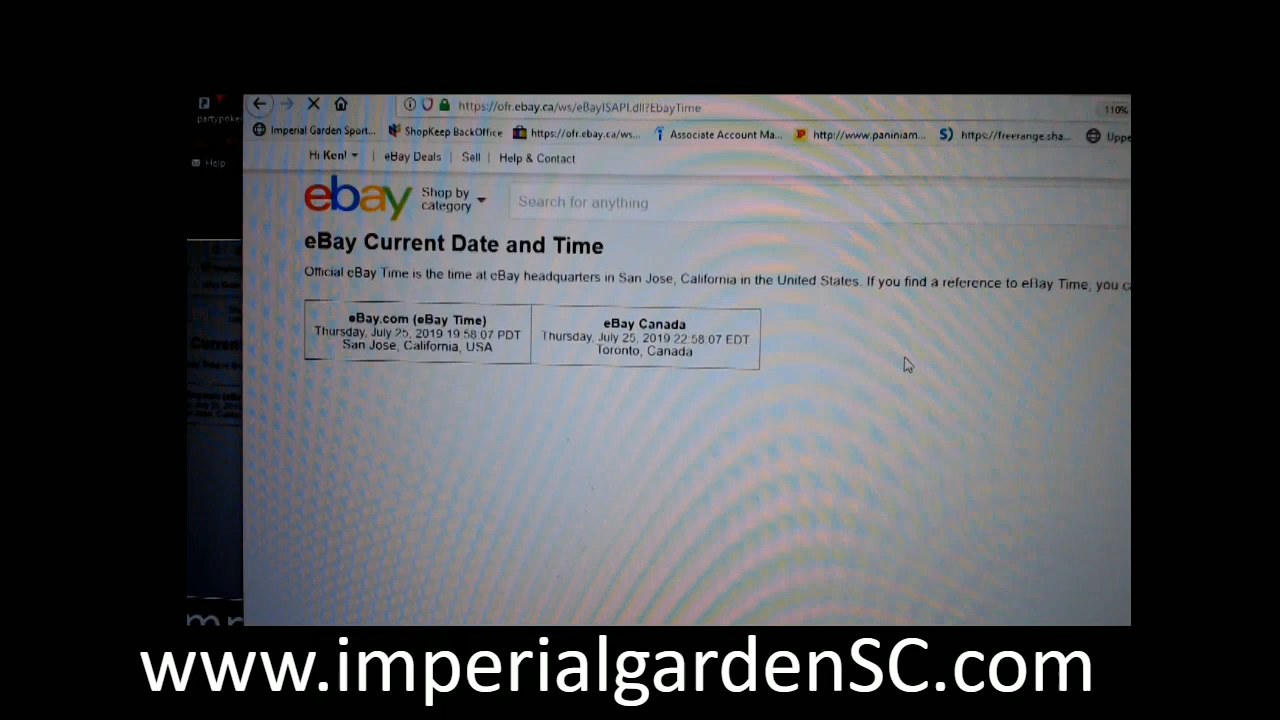 partypoke
Help
https://ofr.ebay.ca/ws/eBayISAPI.dll?EbayTime
110%
Imperial Garden Sport...
ShopKeep BackOffice
https://ofr.ebay.ca/ws...
Associate Account Ma...
http://www.paniniam...
https://freerange.sha...
Uppe
Hi Ken!
eBay Deals
Sell
Help & Contact
ebay
Shop by
category
Search for anything
eBay Current Date and Time
Official eBay Time is the time at eBay headquarters in San Jose, California in the United States. If you find a reference to eBay Time, you c
eBay.com (eBay Time)
Thursday, July 25, 2019 19:58:07 PDT
San Jose, California, USA
eBay Canada
Thursday, July 25, 2019 22:58:07 EDT
Toronto, Canada
www.imperialgardenSC.com